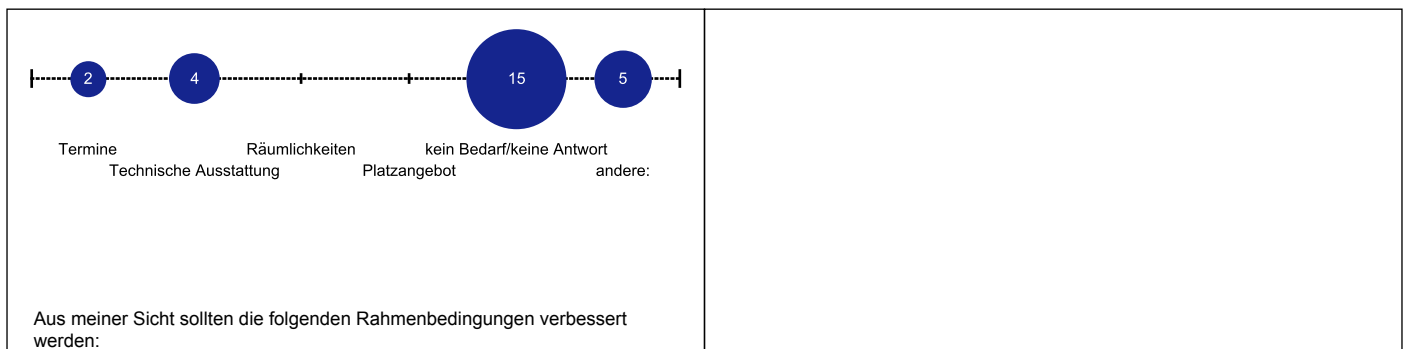 2
4
15
5
Termine
Räumlichkeiten
kein Bedarf/keine Antwort
Technische Ausstattung
Platzangebot
andere:
Aus meiner Sicht sollten die folgenden Rahmenbedingungen verbessert
werden: